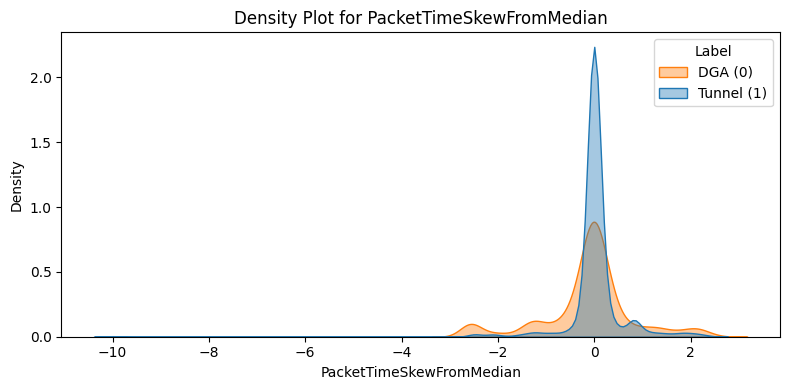 Density Plot for PacketTimeSkewFromMedian
Label
DGA (0)
Tunnel (1)
Density
2.0
1.5
1.0
0.5
0.0
−10
−8
−6
−4
−2
0
2
PacketTimeSkewFromMedian